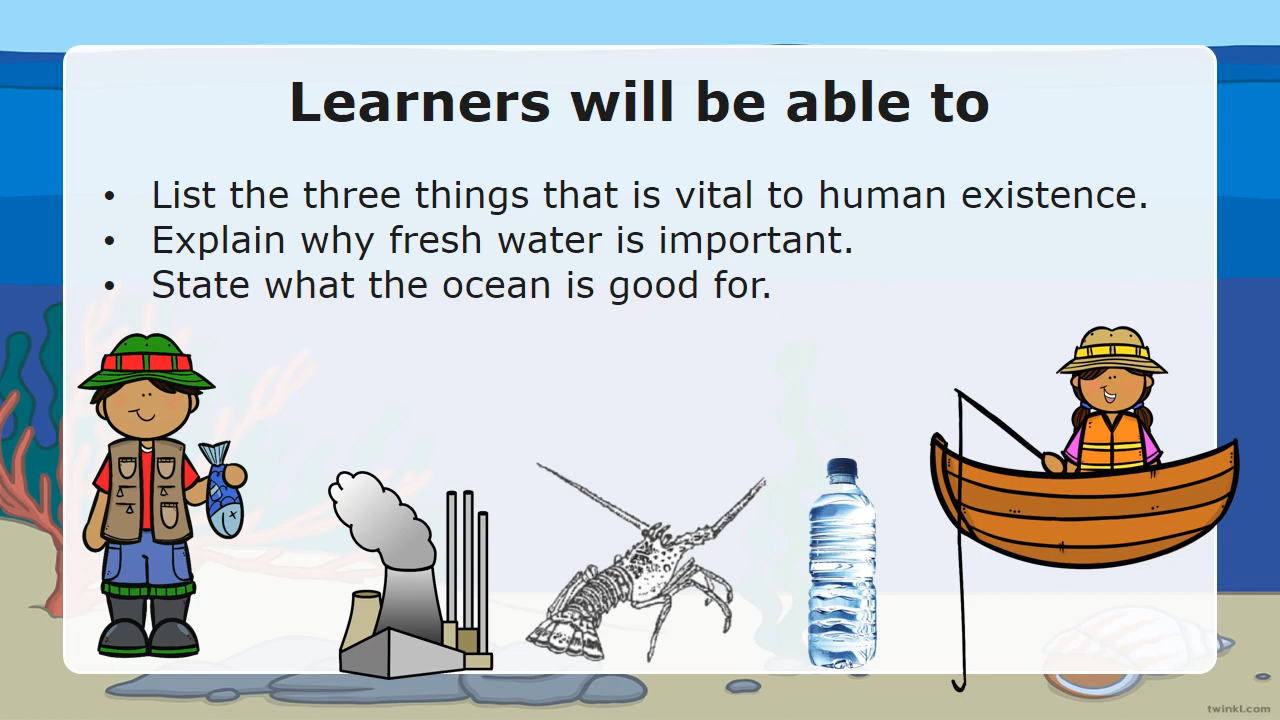 Learners will be able to
• List the three things that is vital to human existence.
• Explain why fresh water is important.
• State what the ocean is good for.
twinkl.com